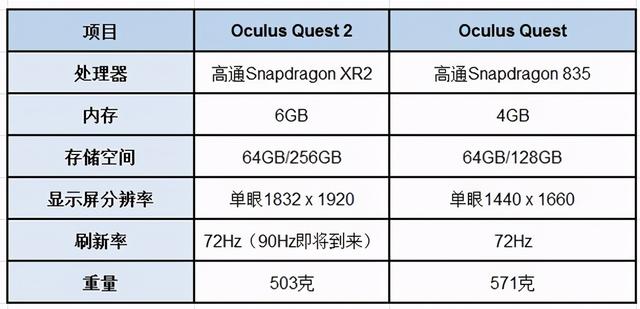 项目 Oculus Quest 2 Oculus Quest
处理器 高通Snapdragon XR2 高通Snapdragon 835
内存 6GB 4GB
存储空间 64GB/256GB 64GB/128GB
显示屏分辨率 单眼1832 x 1920 单眼1440 x 1660
刷新率 72Hz（90Hz即将到来） 72Hz
重量 503克 571克